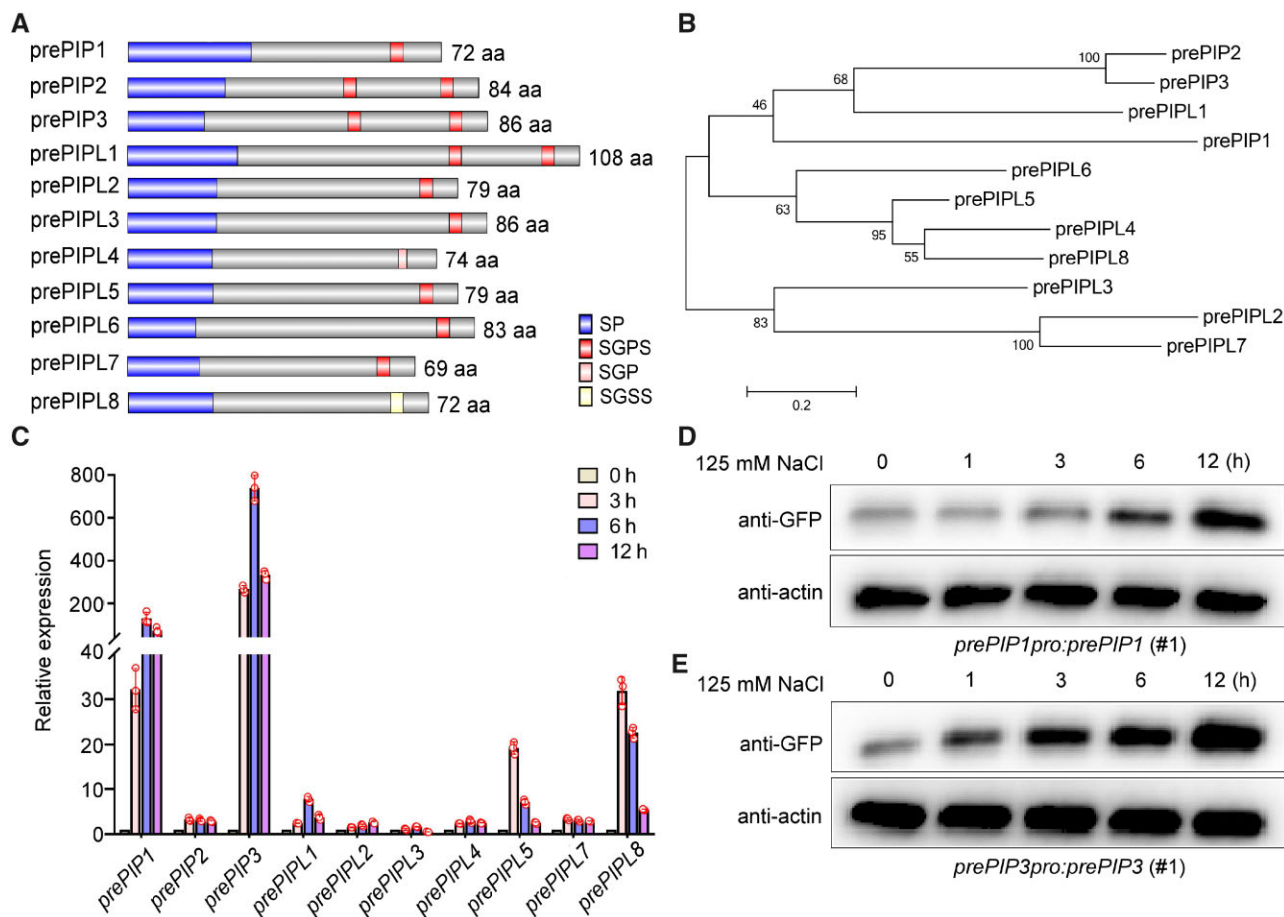 A
prePIP1 72 aa
prePIP2 84 aa
prePIP3 86 aa
prePIPL1 108 aa
prePIPL2 79 aa
prePIPL3 86 aa
prePIPL4 74 aa
prePIPL5 79 aa
prePIPL6 83 aa
prePIPL7 69 aa
prePIPL8 72 aa
SP
SGPS
SGP
SGSS
B
100 prePIP2
68 prePIP3
46 prePIPL1
prePIP1
prePIPL6
63 prePIPL5
95 prePIPL4
55 prePIPL8
prePIPL3
83 prePIPL2
100 prePIPL7
0.2
C
Relative expression
800
600
400
200
40
30
20
10
0
0 h
3 h
6 h
12 h
prePIP1
prePIP2
prePIP3
prePIPL1
prePIPL2
prePIPL3
prePIPL4
prePIPL5
prePIPL7
prePIPL8
D
125 mM NaCl 0 1 3 6 12 (h)
anti-GFP
anti-actin
prePIP1pro:prePIP1 (#1)
E
125 mM NaCl 0 1 3 6 12 (h)
anti-GFP
anti-actin
prePIP3pro:prePIP3 (#1)